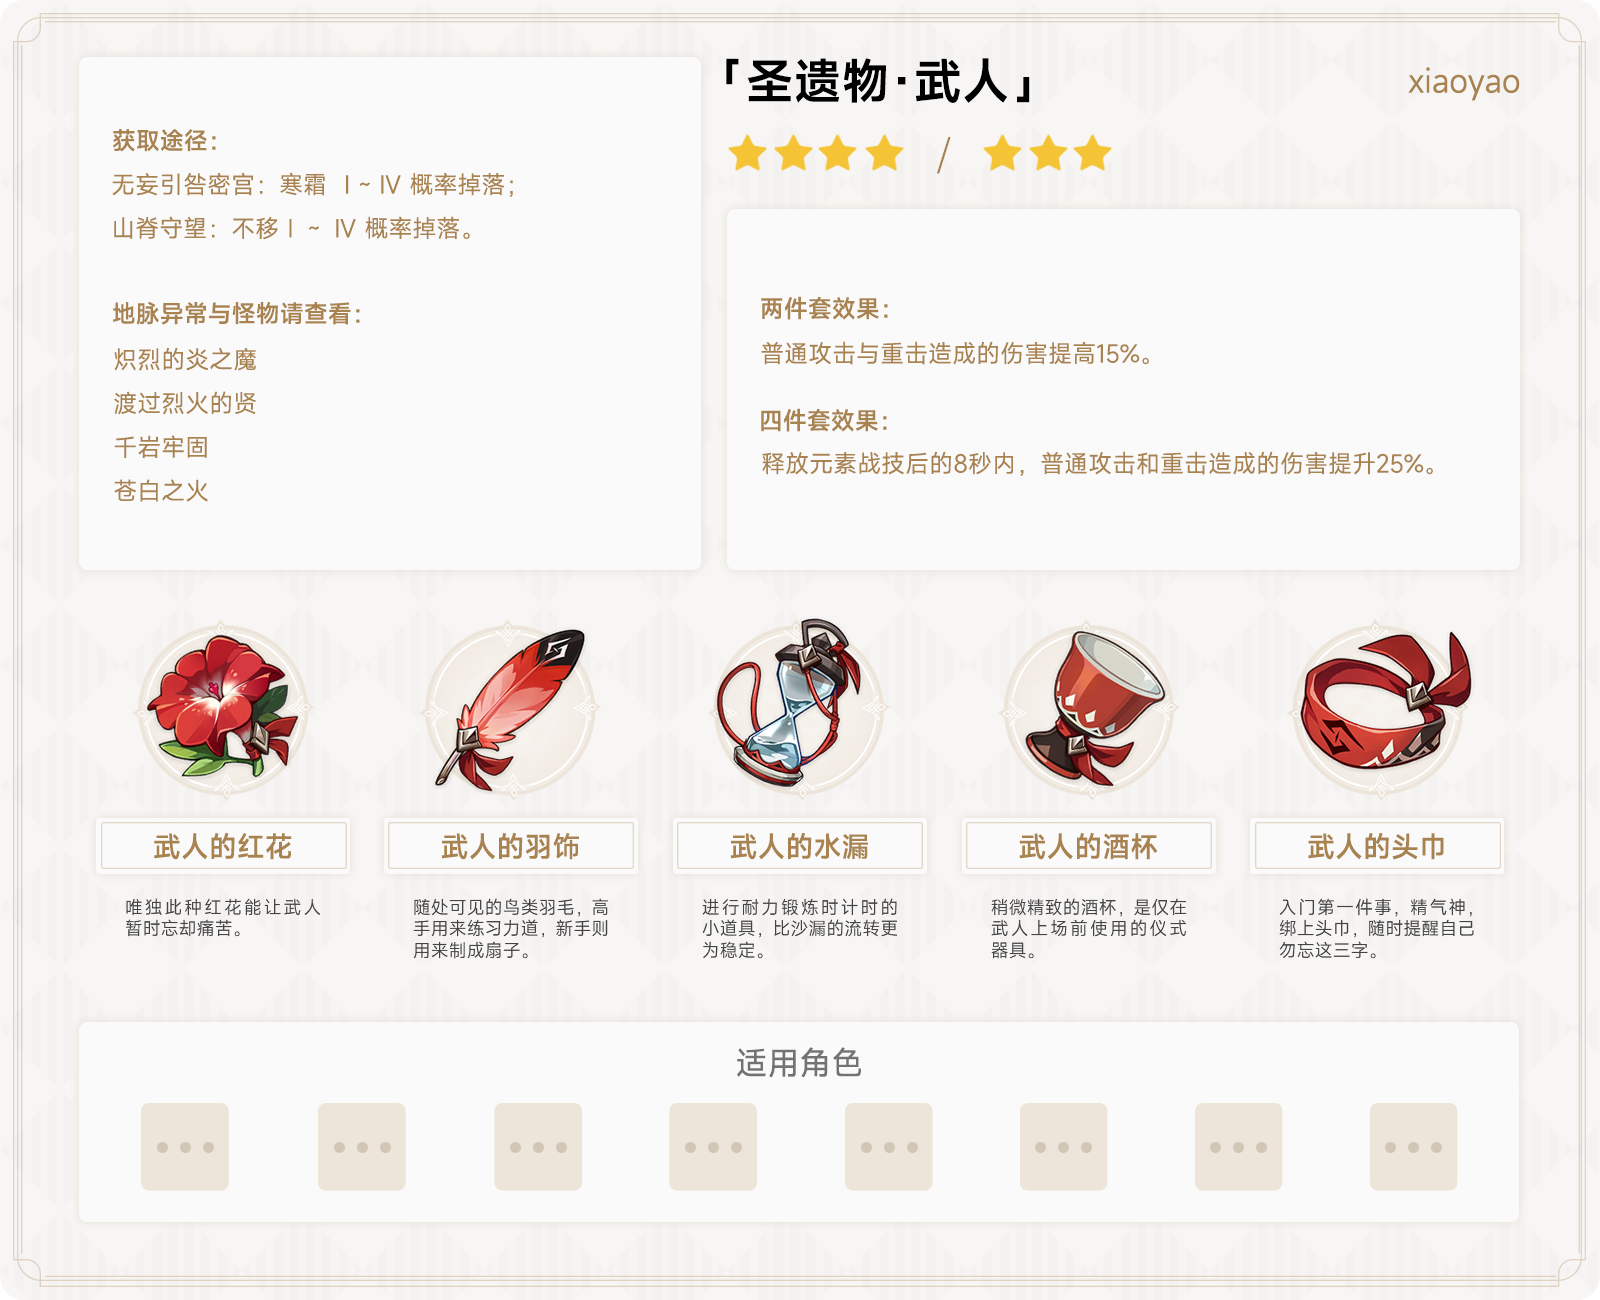 「圣遗物·武人」
xiaoyao
获取途径：
无妄引咎密宫：寒霜 Ⅰ ~ Ⅳ 概率掉落；
山脊守望：不移Ⅰ ~ Ⅳ 概率掉落。
地脉异常与怪物请查看：
炽烈的炎之魔
渡过烈火的贤
千岩牢固
苍白之火
两件套效果：
普通攻击与重击造成的伤害提高15%。
四件套效果：
释放元素战技后的8秒内，普通攻击和重击造成的伤害提升25%。
武人的红花
唯独此种红花能让武人
暂时忘却痛苦。
武人的羽饰
随处可见的鸟类羽毛，高
手用来练习力道，新手则
用来制成扇子。
武人的水漏
进行耐力锻炼时计时的
小道具，比沙漏的流转更
为稳定。
武人的酒杯
稍微精致的酒杯，是仅在
武人上场前使用的仪式
器具。
武人的头巾
入门第一件事，精气神，
绑上头巾，随时提醒自己
勿忘这三字。
适用角色